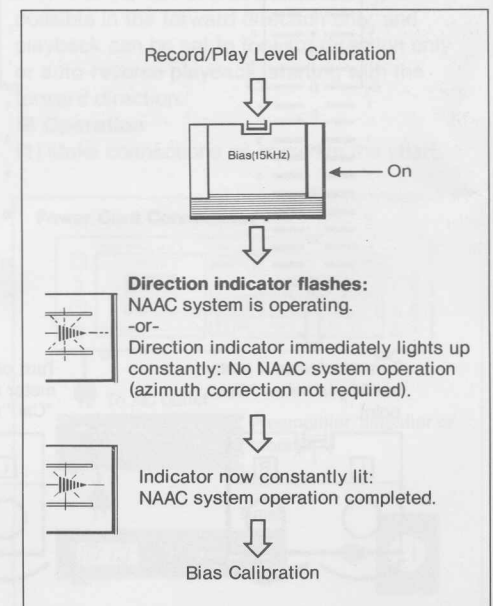 Record/Play Level Calibration
Bias(15kHz)
On
Direction indicator flashes:
NAAC system is operating.
-or-
Direction indicator immediately lights up
constantly: No NAAC system operation
(azimuth correction not required).
Indicator now constantly lit:
NAAC system operation completed.
Bias Calibration